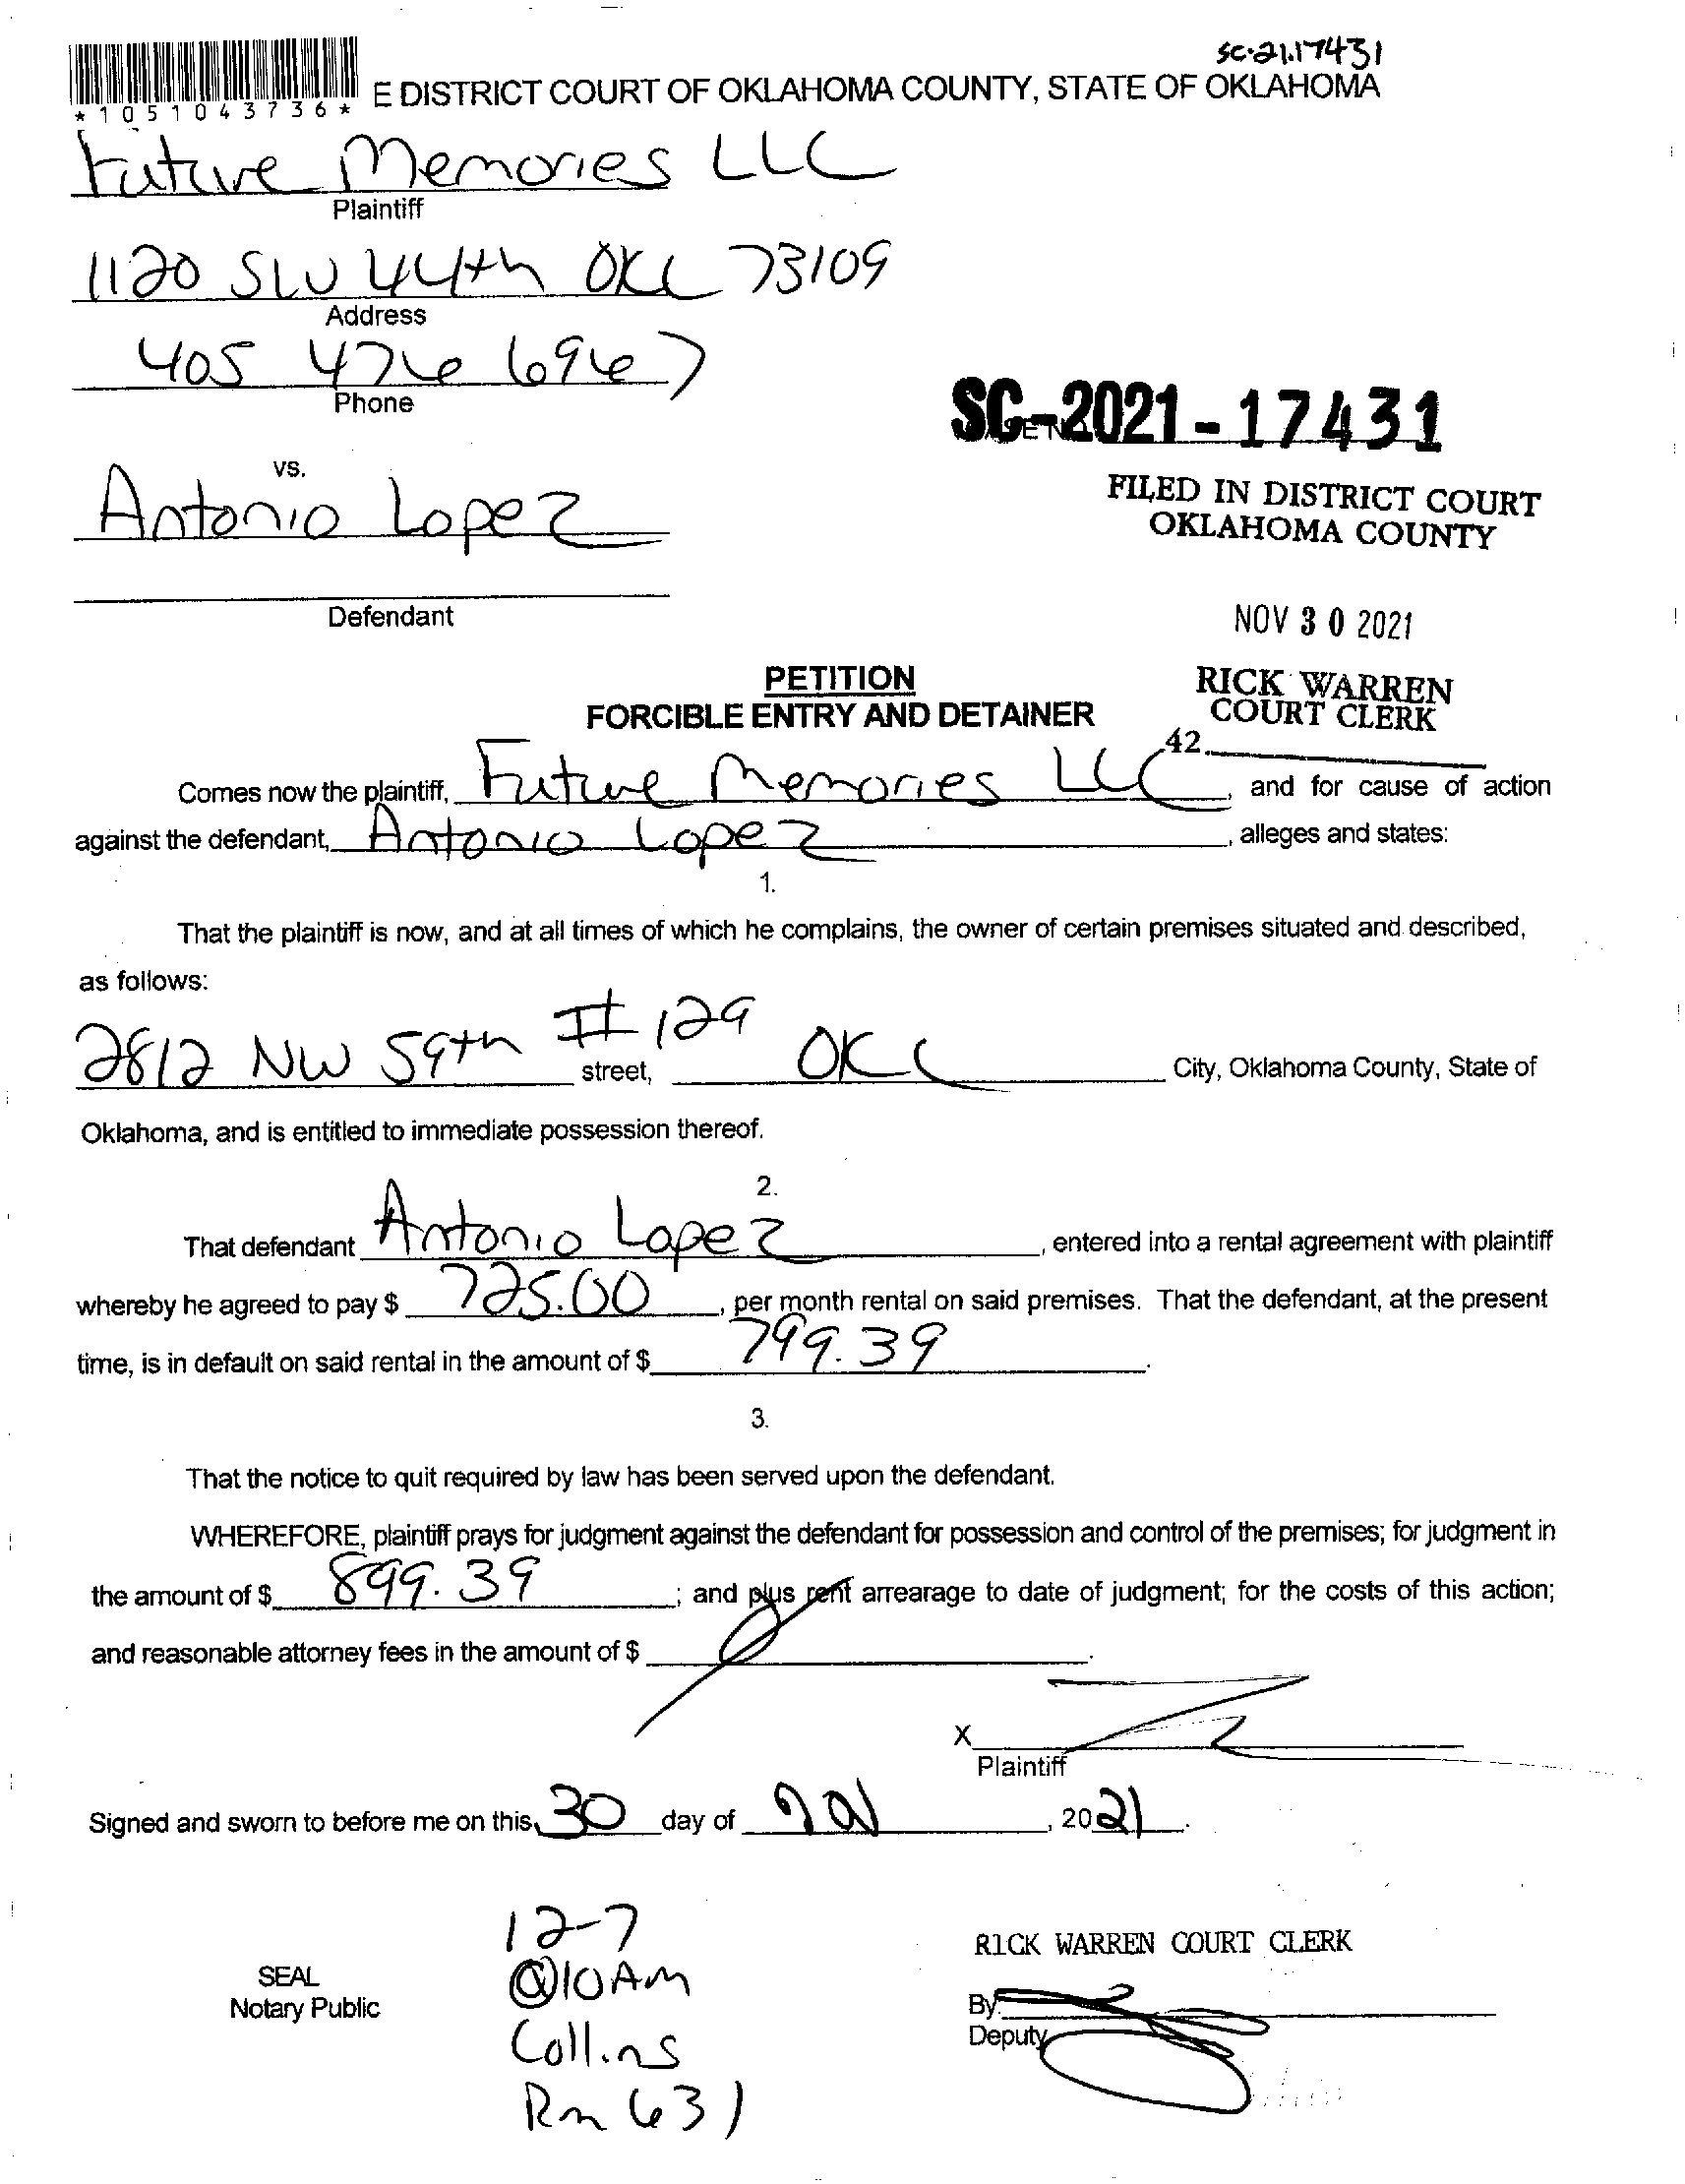 SC-21-17431
*1051043736* E DISTRICT COURT OF OKLAHOMA COUNTY, STATE OF OKLAHOMA
Future Memories LLC
Plaintiff
1120 SW 44th OKC 73109
Address
405 476 6967
Phone
SC-2021-17431
vs.
Antonio Lopez
FILED IN DISTRICT COURT
OKLAHOMA COUNTY
Defendant
NOV 30 2021
PETITION
FORCIBLE ENTRY AND DETAINER
RICK WARREN
COURT CLERK
42
Comes now the plaintiff, Future Memories LLC, and for cause of action
against the defendant, Antonio Lopez, alleges and states:
1.
That the plaintiff is now, and at all times of which he complains, the owner of certain premises situated and described,
as follows:
2812 NW 59th #129 street, OKC City, Oklahoma County, State of
Oklahoma, and is entitled to immediate possession thereof.
2.
That defendant Antonio Lopez, entered into a rental agreement with plaintiff
whereby he agreed to pay $ 725.00, per month rental on said premises. That the defendant, at the present
time, is in default on said rental in the amount of $ 799.39.
3.
That the notice to quit required by law has been served upon the defendant.
WHEREFORE, plaintiff prays for judgment against the defendant for possession and control of the premises; for judgment in
the amount of $ 899.39; and plus rent arrearage to date of judgment; for the costs of this action;
and reasonable attorney fees in the amount of $ .
X
Plaintiff
Signed and sworn to before me on this 30 day of Nov, 2021.
12-7
@10AM
Collins
Rm 631
SEAL
Notary Public
RICK WARREN COURT CLERK
By
Deputy